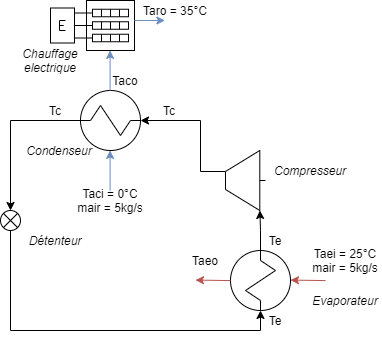 Taro = 35°C
E
Chauffage
electrique
Taco
Tc
Tc
Condenseur
Compresseur
Taci = 0°C
mair = 5kg/s
Détenteur
Te
Taei = 25°C
mair = 5kg/s
Taeo
Evaporateur
Te